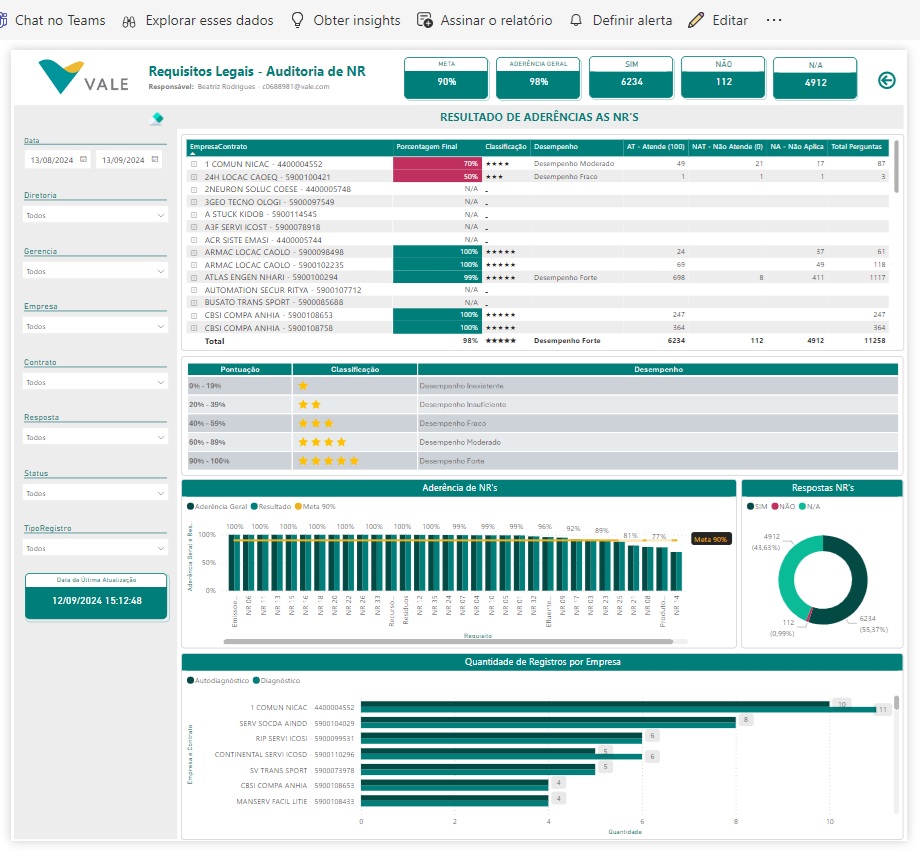 Chat no Teams Explorar esses dados Obter insights Assinar o relatório Definir alerta Editar ...
VALE
Requisitos Legais - Auditoria de NR
Responsável: Beatriz Rodrigues - c0688981@vale.com
META
90%
ADERÊNCIA GERAL
98%
SIM
6234
NÃO
112
N/A
4912
RESULTADO DE ADERÊNCIAS AS NR'S
Data
13/08/2024 13/09/2024
Diretoria
Todos
Gerencia
Todos
Empresa
Todos
Contrato
Todos
Resposta
Todos
Status
Todos
TipoRegistro
Todos
Data da Última Atualização
12/09/2024 15:12:48
EmpresaContrato Porcentagem Final Classificação Desempenho AT - Atende (100) NAT - Não Atende (0) NA - Não Aplica Total Perguntas
1 COMUN NICAC - 4400004552 70% ★★★★ Desempenho Moderado 49 21 17 87
24H LOCAC CAOEQ - 5900100421 50% ★★★ Desempenho Fraco 1 1 1 3
2NEURON SOLUC COESE - 4400005748 N/A -
3GEO TECNO OLOGI - 5900097549 N/A -
A STUCK KIDOB - 5900114545 N/A -
A3F SERVI ICOST - 5900078918 N/A -
ACR SISTE EMASI - 4400005744 N/A -
ARMAC LOCAC CAOLO - 5900098498 100% ★★★★★ 24 37 61
ARMAC LOCAC CAOLO - 5900102235 100% ★★★★★ 69 49 118
ATLAS ENGEN NHARI - 5900100294 99% ★★★★★ Desempenho Forte 698 8 411 1117
AUTOMATION SECUR RITYA - 5900107712 N/A -
BUSATO TRANS SPORT - 5900085688 N/A -
CBSI COMPA ANHIA - 5900108653 100% ★★★★★ 247 247
CBSI COMPA ANHIA - 5900108758 100% ★★★★★ 364 364
Total 98% ★★★★★ Desempenho Forte 6234 112 4912 11258
Pontuação Classificação Desempenho
0% - 19% Desempenho Inexistente
20% - 39% Desempenho Insuficiente
40% - 59% Desempenho Fraco
60% - 89% Desempenho Moderado
90% - 100% Desempenho Forte
Aderência de NR's
Aderência Geral Resultado Meta 90%
Aderência Geral e Res...
100%
50%
0%
100% 100% 100% 100% 100% 100% 100% 100% 99% 99% 99% 96% 92% 89% 81% 77%
Meta 90%
Emissoe... NR 06 NR 11 NR 13 NR 15 NR 16 NR 18 NR 20 NR 22 NR 26 NR 33 Recurso... Resíduos NR 12 NR 35 NR 24 NR 07 NR 04 NR 10 NR 05 NR 01 NR 32 Efluente... NR 09 NR 17 NR 03 NR 23 NR 25 NR 21 NR 08 Produto... NR 14
Requisito
Respostas NR's
SIM NÃO N/A
4912
(43,63%)
112
(0,99%)
6234
(55,37%)
Quantidade de Registros por Empresa
Autodiagnóstico Diagnóstico
Empresa e Contrato
1 COMUN NICAC - 4400004552 10 11
SERV SOCDA AINDD - 5900104029 8
RIP SERVI ICOSI - 5900099531 6
CONTINENTAL SERVI ICOSD - 5900110296 5 6
SV TRANS SPORT - 5900073978 5
CBSI COMPA ANHIA - 5900108653 4
MANSERV FACIL LITIE - 5900108433 4
0 2 4 6 8 10
Quantidade